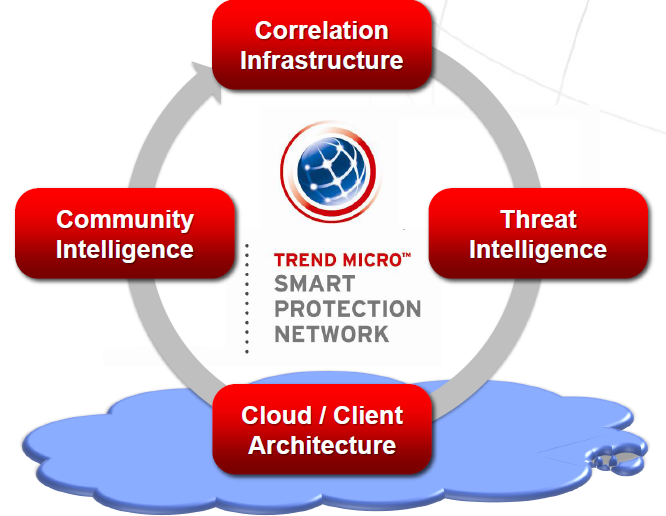 Correlation
Infrastructure
Community
Intelligence
Threat
Intelligence
TREND MICRO™
SMART
PROTECTION
NETWORK
Cloud / Client
Architecture